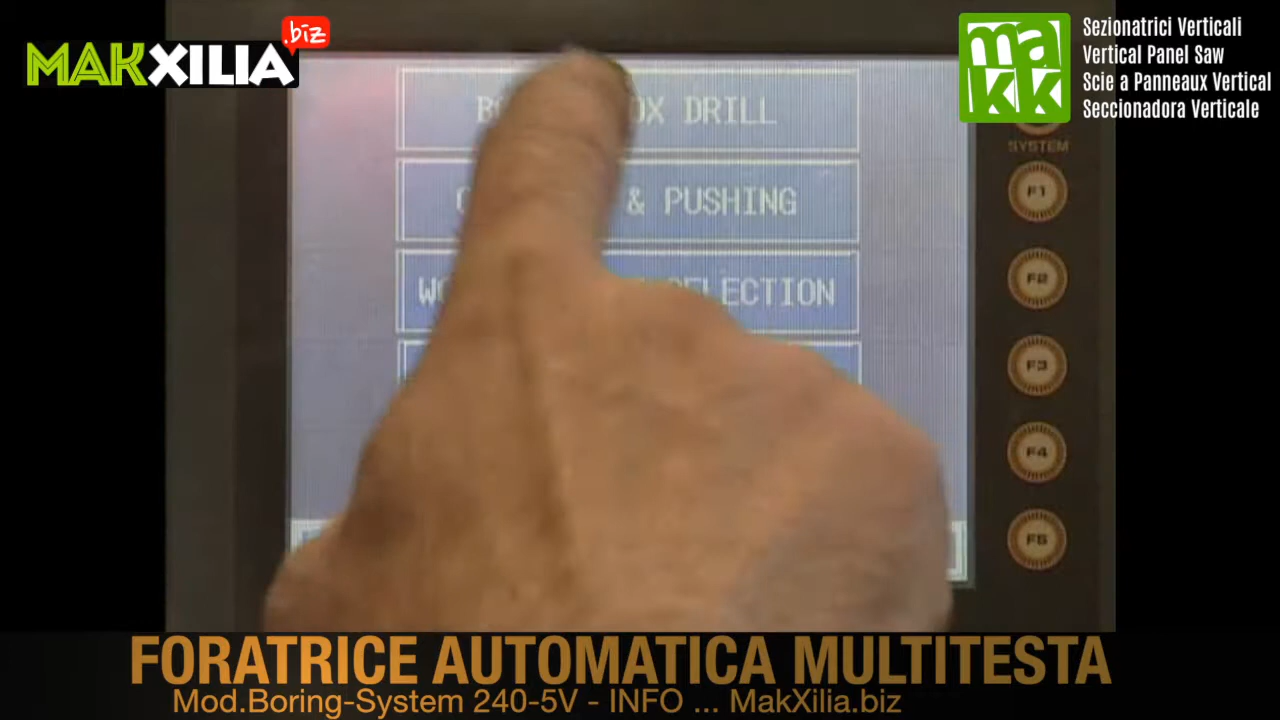 MAKXILIA.biz
makk
Sezionatrici Verticali
Vertical Panel Saw
Scie a Panneaux Vertical
Seccionadora Verticale
DRILL
SYSTEM
& PUSHING
F1
F2
F3
F4
F5
FORATRICE AUTOMATICA MULTITESTA
Mod.Boring-System 240-5V - INFO ... MakXilia.biz